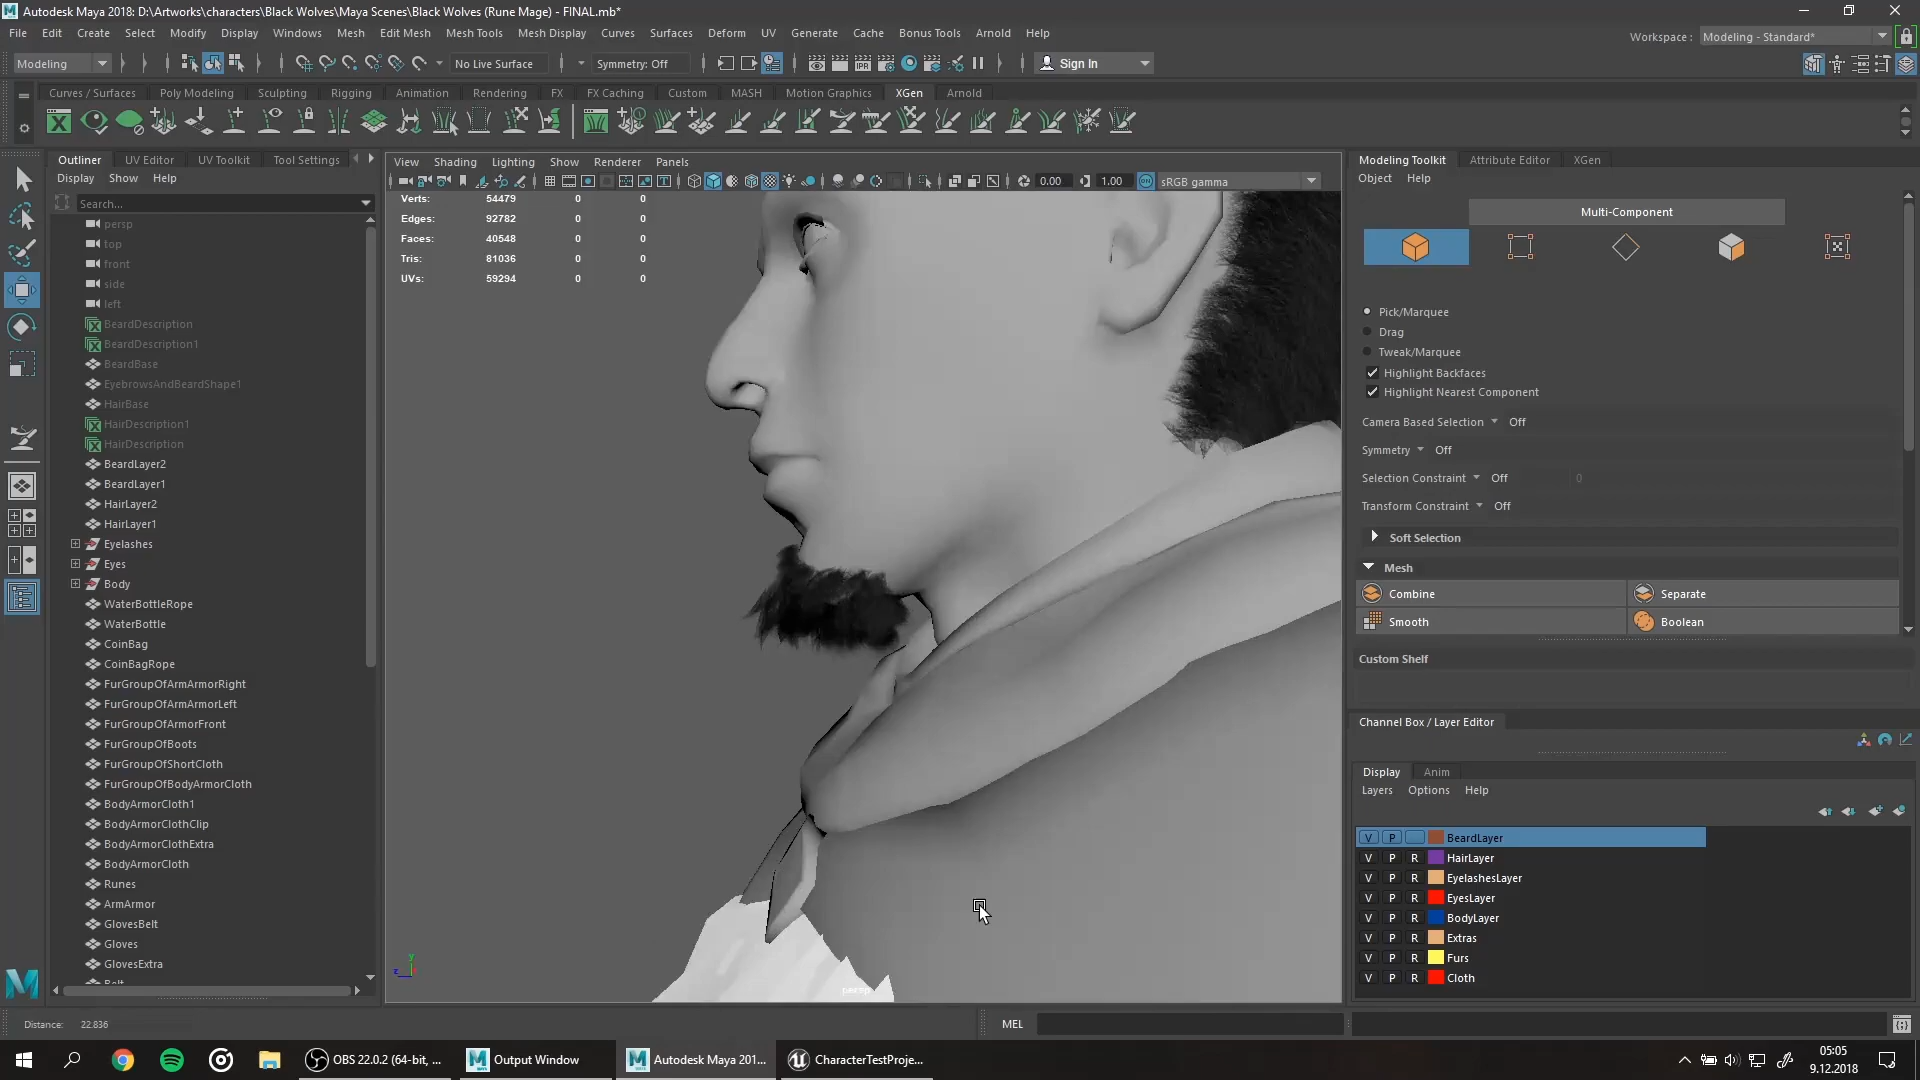 Autodesk Maya 2018: D:\Artworks\characters\Black Wolves\Maya Scenes\Black Wolves (Rune Mage) - FINAL.mb*
File Edit Create Select Modify Display Windows Mesh Edit Mesh Mesh Tools Mesh Display Curves Surfaces Deform UV Generate Cache Bonus Tools Arnold Help
Workspace : Modeling - Standard*
Modeling No Live Surface Symmetry: Off Sign In
Curves / Surfaces Poly Modeling Sculpting Rigging Animation Rendering FX FX Caching Custom MASH Motion Graphics XGen Arnold
Outliner UV Editor UV Toolkit Tool Settings
Display Show Help
Search...
persp
top
front
side
left
BeardDescription
BeardDescription1
BeardBase
EyebrowsAndBeardShape1
HairBase
HairDescription1
HairDescription
BeardLayer2
BeardLayer1
HairLayer2
HairLayer1
Eyelashes
Eyes
Body
WaterBottleRope
WaterBottle
CoinBag
CoinBagRope
FurGroupOfArmArmorRight
FurGroupOfArmArmorLeft
FurGroupOfArmorFront
FurGroupOfBoots
FurGroupOfShortCloth
FurGroupOfBodyArmorCloth
BodyArmorCloth1
BodyArmorClothClip
BodyArmorClothExtra
BodyArmorCloth
Runes
ArmArmor
GlovesBelt
Gloves
GlovesExtra
View Shading Lighting Show Renderer Panels
0.00 1.00 ON sRGB gamma
Verts: 54479 0 0
Edges: 92782 0 0
Faces: 40548 0 0
Tris: 81036 0 0
UVs: 59294 0 0
y
z
persp
Modeling Toolkit Attribute Editor XGen
Object Help
Multi-Component
Pick/Marquee
Drag
Tweak/Marquee
Highlight Backfaces
Highlight Nearest Component
Camera Based Selection Off
Symmetry Off
Selection Constraint Off 0
Transform Constraint Off
Soft Selection
Mesh
Combine Separate
Smooth Boolean
Custom Shelf
Channel Box / Layer Editor
Display Anim
Layers Options Help
V P BeardLayer
V P R HairLayer
V P R EyelashesLayer
V P R EyesLayer
V P R BodyLayer
V P R Extras
V P R Furs
V P R Cloth
Distance: 22.836
MEL
OBS 22.0.2 (64-bit, ...
Output Window
Autodesk Maya 201...
CharacterTestProje...
05:05
9.12.2018